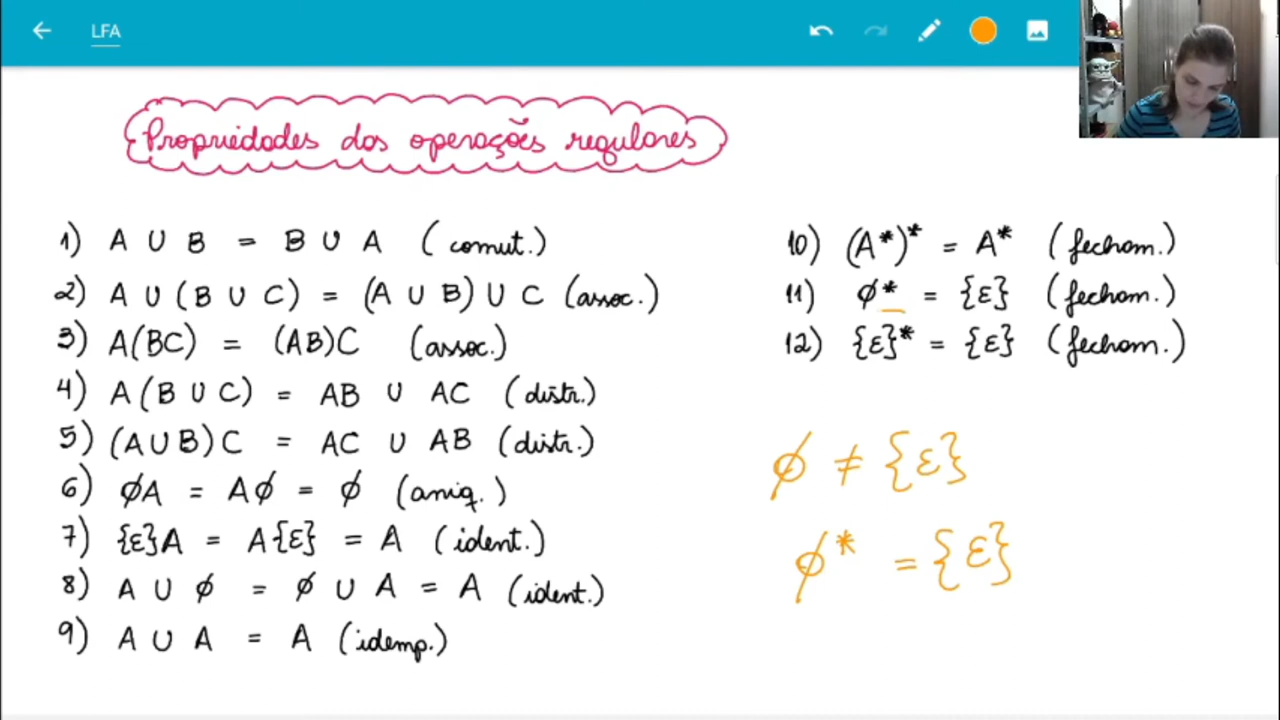 LFA
Propriedades das operações regulares
1) A ∪ B = B ∪ A (comut.)
2) A ∪ (B ∪ C) = (A ∪ B) ∪ C (assoc.)
3) A(BC) = (AB)C (assoc.)
4) A(B ∪ C) = AB ∪ AC (distr.)
5) (A∪B)C = AC ∪ AB (distr.)
6) ∅A = A∅ = ∅ (aniq.)
7) {ε}A = A{ε} = A (ident.)
8) A ∪ ∅ = ∅ ∪ A = A (ident.)
9) A ∪ A = A (idemp.)
10) (A*)* = A* (fecham.)
11) ∅* = {ε} (fecham.)
12) {ε}* = {ε} (fecham.)
∅ ≠ {ε}
∅* = {ε}